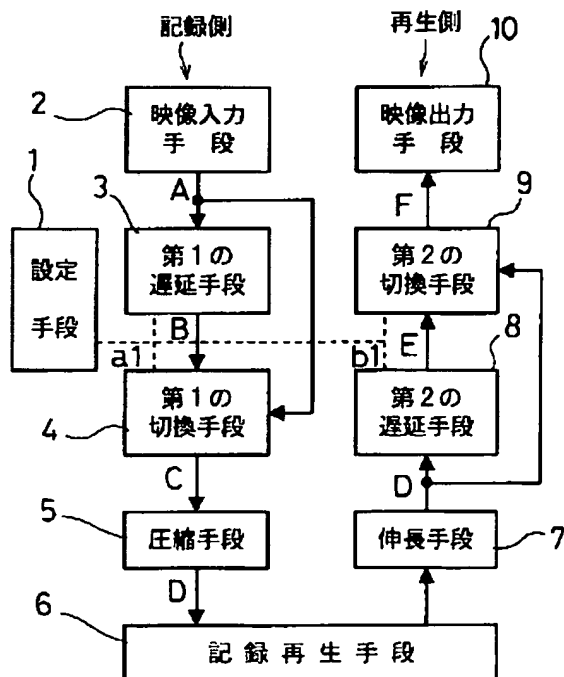 記録側
再生側
10
2
映像入力
手 段
映像出力
手 段
1
A
F
9
3
設定
手段
第1の
遅延手段
第2の
切換手段
B
E
8
a1
b1
第1の
切換手段
第2の
遅延手段
4
C
D
5
圧縮手段
伸長手段
7
6
D
記 録 再 生 手 段